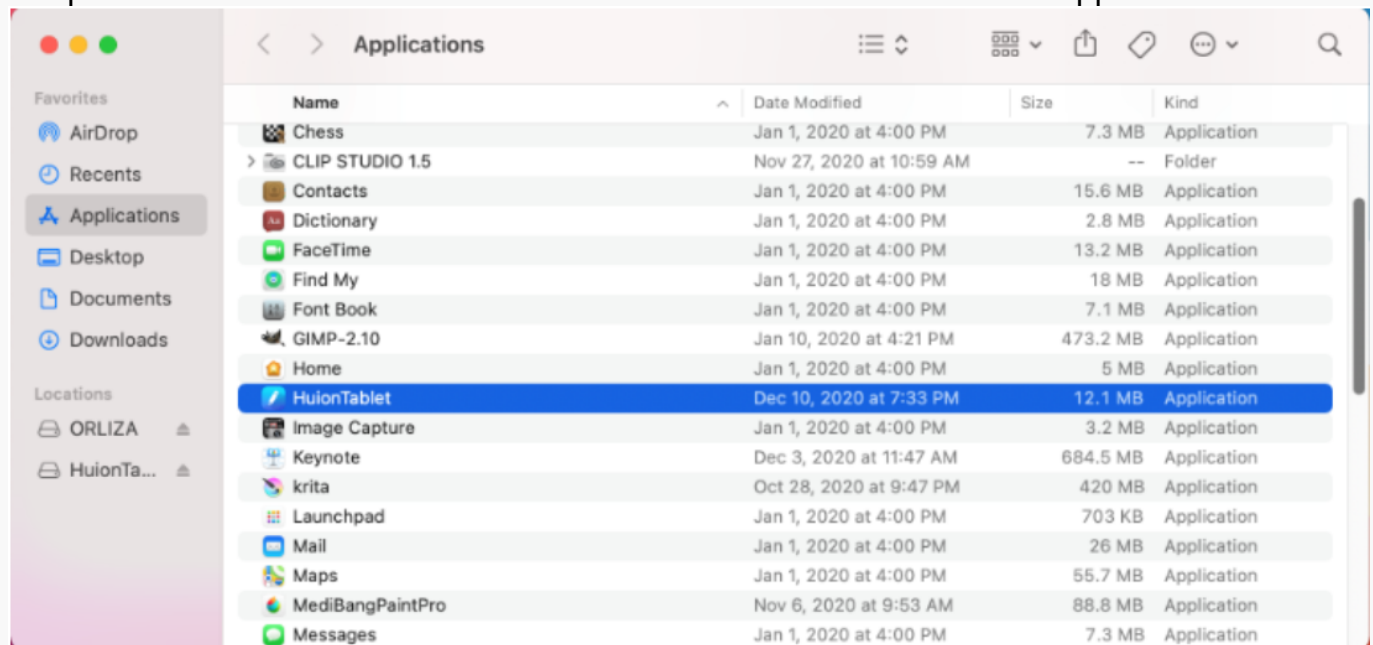 Applications
Favorites
AirDrop
Recents
Applications
Desktop
Documents
Downloads
Locations
ORLIZA
HuionTa...
Name Date Modified Size Kind
Chess Jan 1, 2020 at 4:00 PM 7.3 MB Application
CLIP STUDIO 1.5 Nov 27, 2020 at 10:59 AM -- Folder
Contacts Jan 1, 2020 at 4:00 PM 15.6 MB Application
Dictionary Jan 1, 2020 at 4:00 PM 2.8 MB Application
FaceTime Jan 1, 2020 at 4:00 PM 13.2 MB Application
Find My Jan 1, 2020 at 4:00 PM 18 MB Application
Font Book Jan 1, 2020 at 4:00 PM 7.1 MB Application
GIMP-2.10 Jan 10, 2020 at 4:21 PM 473.2 MB Application
Home Jan 1, 2020 at 4:00 PM 5 MB Application
HuionTablet Dec 10, 2020 at 7:33 PM 12.1 MB Application
Image Capture Jan 1, 2020 at 4:00 PM 3.2 MB Application
Keynote Dec 3, 2020 at 11:47 AM 684.5 MB Application
krita Oct 28, 2020 at 9:47 PM 420 MB Application
Launchpad Jan 1, 2020 at 4:00 PM 703 KB Application
Mail Jan 1, 2020 at 4:00 PM 26 MB Application
Maps Jan 1, 2020 at 4:00 PM 55.7 MB Application
MediBangPaintPro Nov 6, 2020 at 9:53 AM 88.8 MB Application
Messages Jan 1, 2020 at 4:00 PM 7.3 MB Application